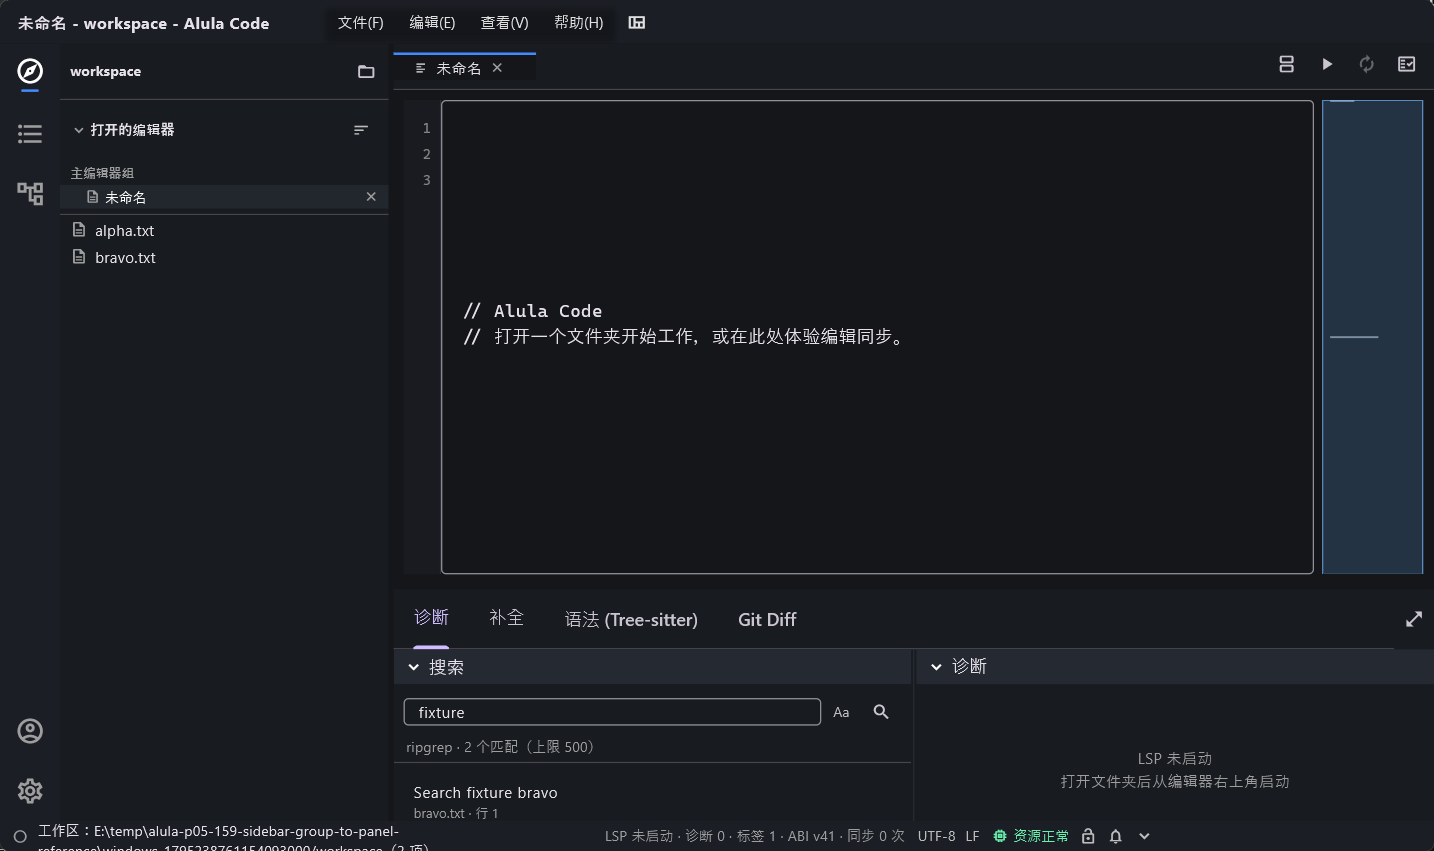 未命名 - workspace - Alula Code
文件(F) 编辑(E) 查看(V) 帮助(H)
workspace
未命名
打开的编辑器
主编辑器组
未命名
alpha.txt
bravo.txt
1
2
3
// Alula Code
// 打开一个文件夹开始工作, 或在此处体验编辑同步。
诊断 补全 语法 (Tree-sitter) Git Diff
搜索
fixture
Aa
ripgrep · 2 个匹配（上限 500）
Search fixture bravo
bravo.txt · 行 1
诊断
LSP 未启动
打开文件夹后从编辑器右上角启动
工作区：E:\temp\alula-p05-159-sidebar-group-to-panel-
reference\windows-1795238761154093000/workspace（2 项）
LSP 未启动 · 诊断 0 · 标签 1 · ABI v41 · 同步 0 次 UTF-8 LF 资源正常